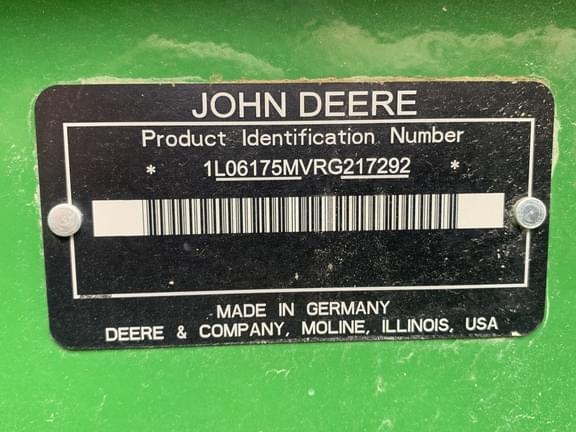 JOHN DEERE
Product Identification Number
* 1L06175MVRG217292 *
MADE IN GERMANY
DEERE & COMPANY, MOLINE, ILLINOIS, USA